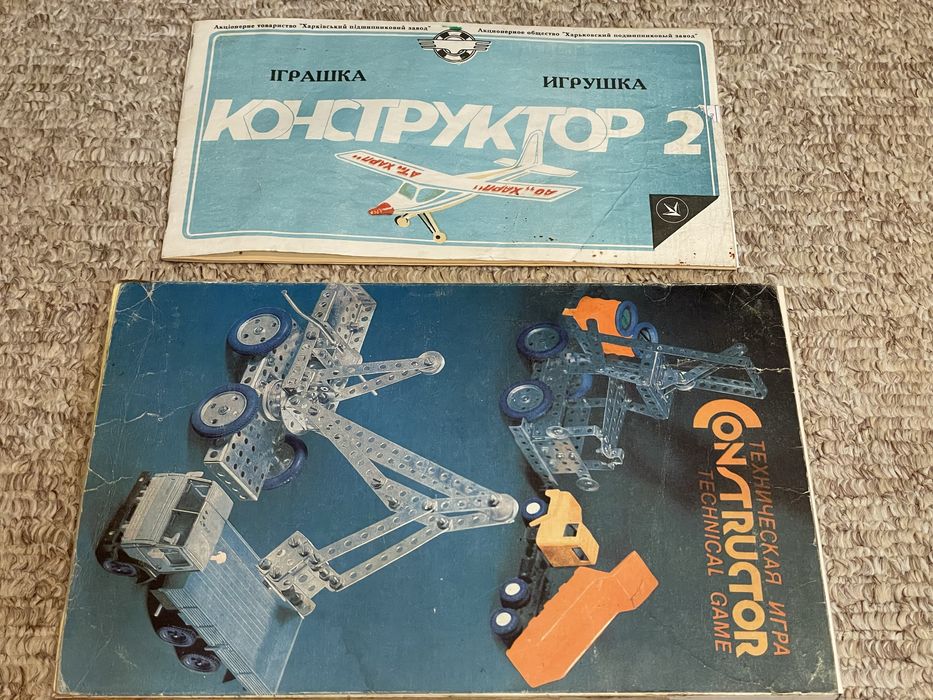 Акціонерне товариство "Харківський підшипниковий завод"
Акционерное общество "Харьковский подшипниковый завод"
ІГРАШКА
ИГРУШКА
КОНСТРУКТОР 2
АТ „ХАРП"
АО „ХАРП"
CONSTRUCTOR
ТЕХНИЧЕСКАЯ ИГРА
TECHNICAL GAME